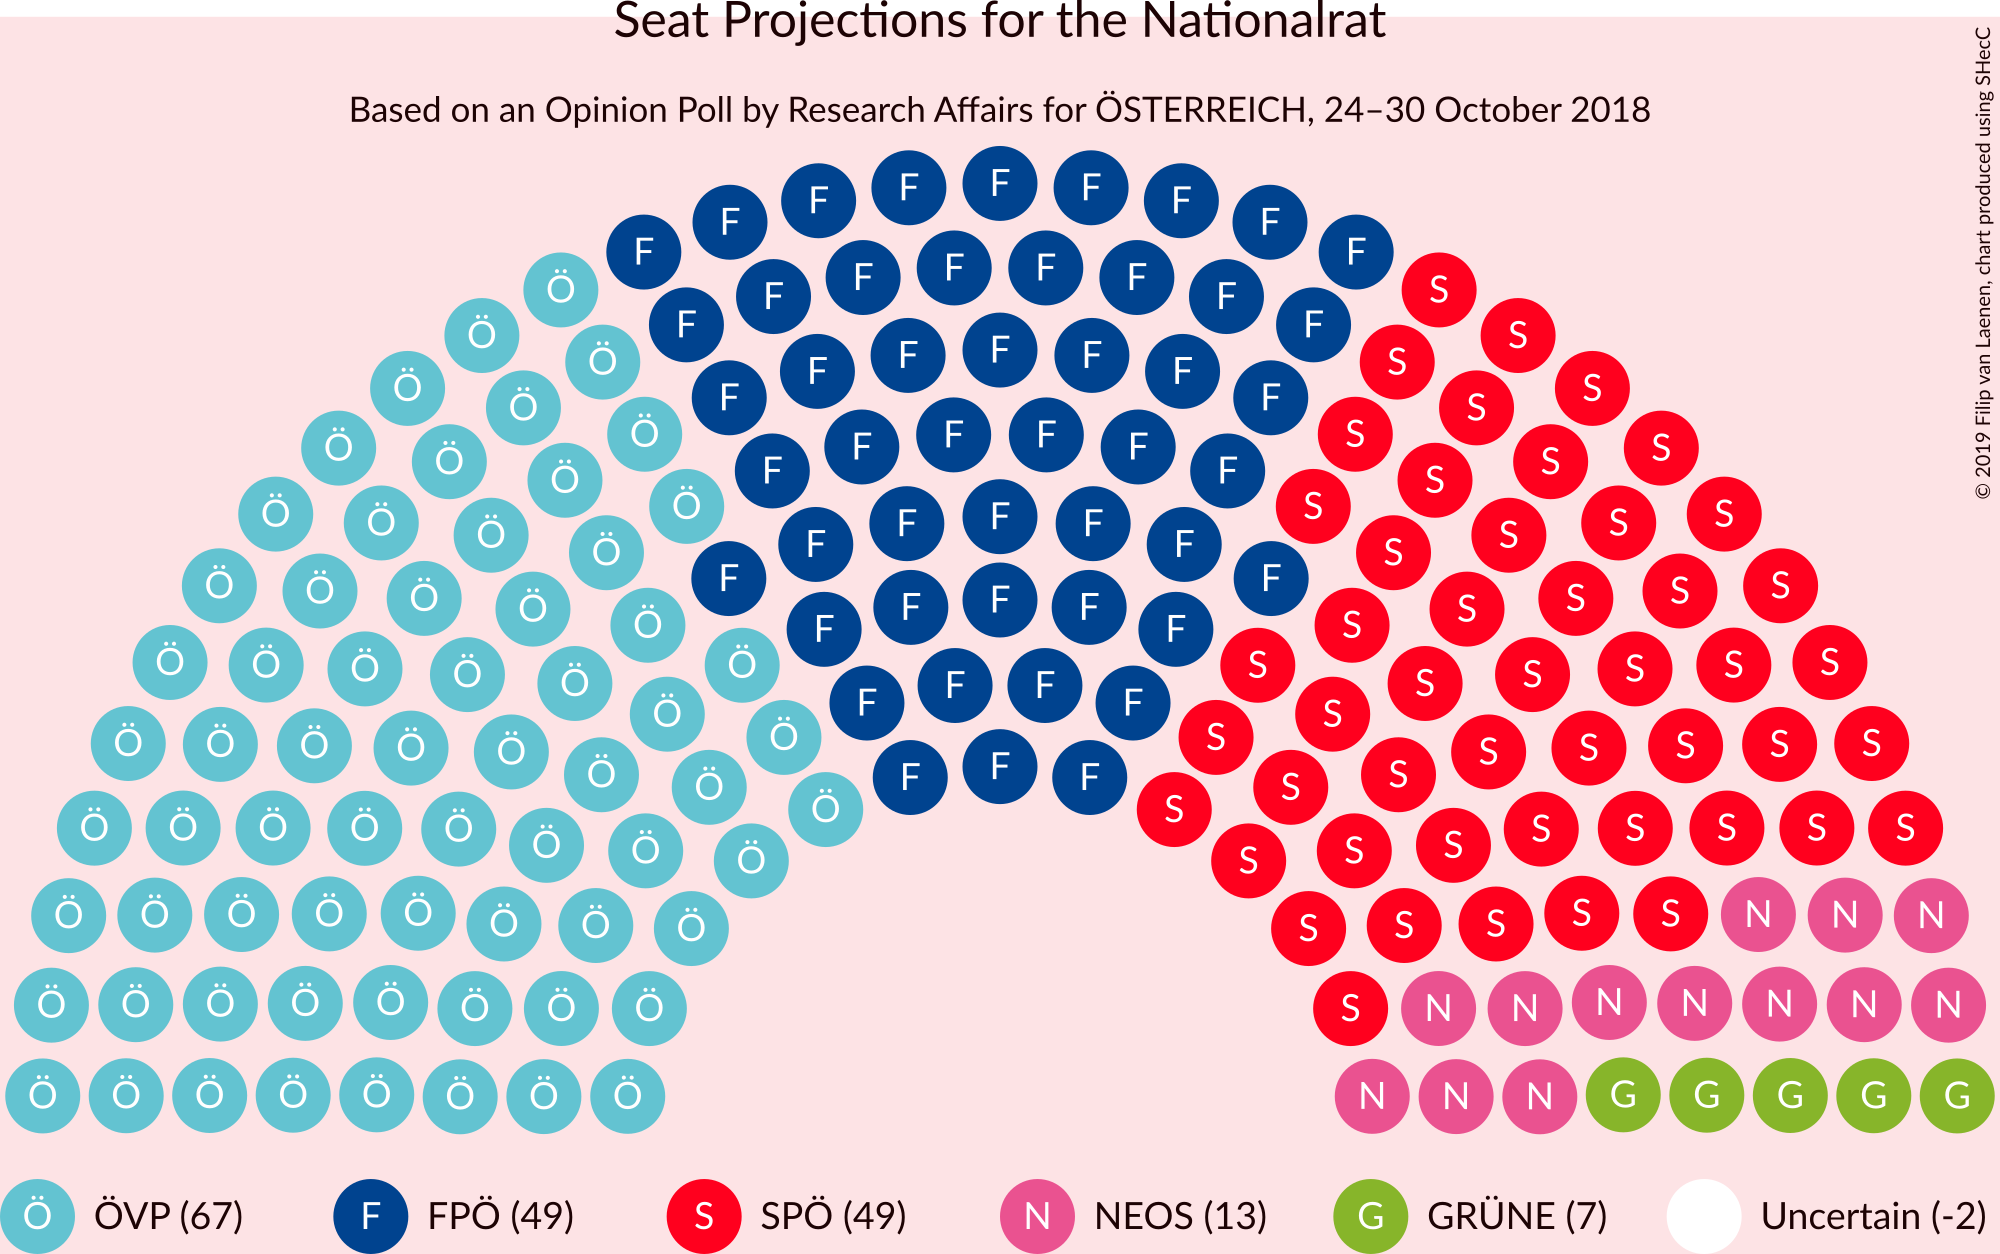 Seat Projections for the Nationalrat
Based on an Opinion Poll by Research Affairs for ÖSTERREICH, 24–30 October 2018
© 2019 Filip van Laenen, chart produced using SHecC
F F F F F F F F F
Ö F F F F F F F F S
Ö Ö F F F F F F F S S
Ö Ö Ö F F F F F F S S S
Ö Ö Ö Ö F F F F F S S S S
Ö Ö Ö Ö F F S S S S
Ö Ö Ö Ö F F F F F S S S S
Ö Ö Ö Ö Ö F F F F S S S S S
Ö Ö Ö Ö Ö Ö F F F S S S S S S
Ö Ö Ö Ö Ö Ö Ö S S S S S S S
Ö Ö Ö Ö Ö Ö Ö Ö S S S S S S S S
Ö Ö Ö Ö Ö Ö Ö Ö S S S S S N N N
Ö Ö Ö Ö Ö Ö Ö Ö S N N N N N N N
Ö Ö Ö Ö Ö Ö Ö Ö N N N G G G G G
Ö ÖVP (67) F FPÖ (49) S SPÖ (49) N NEOS (13) G GRÜNE (7) Uncertain (-2)